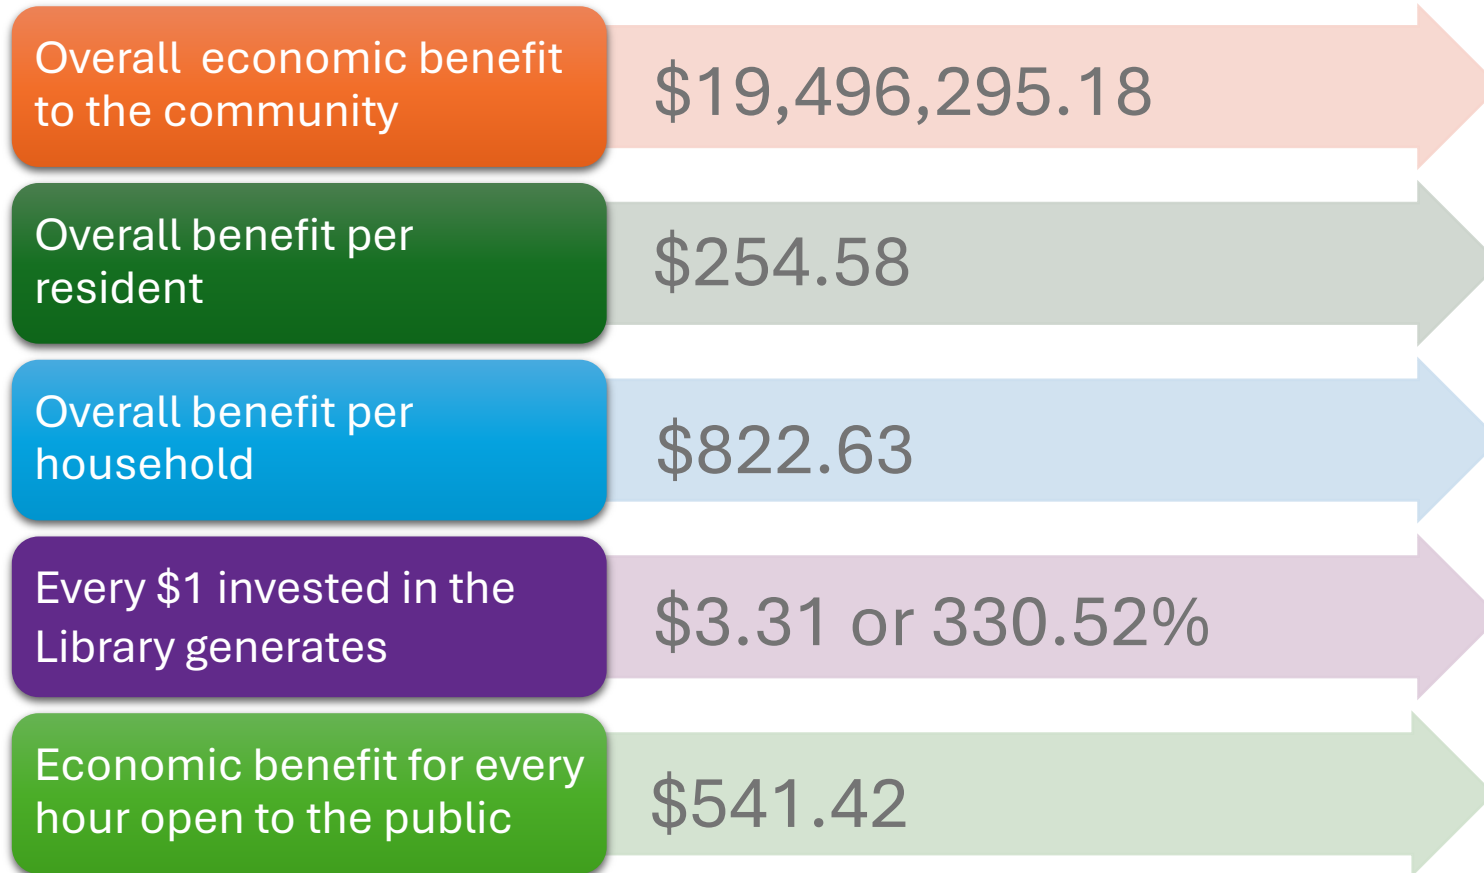 Overall  economic benefit
to the community
$19,496,295.18
Overall benefit per
resident
$254.58
Overall benefit per
household
$822.63
Every $1 invested in the
Library generates
$3.31 or 330.52%
Economic benefit for every
hour open to the public
$541.42